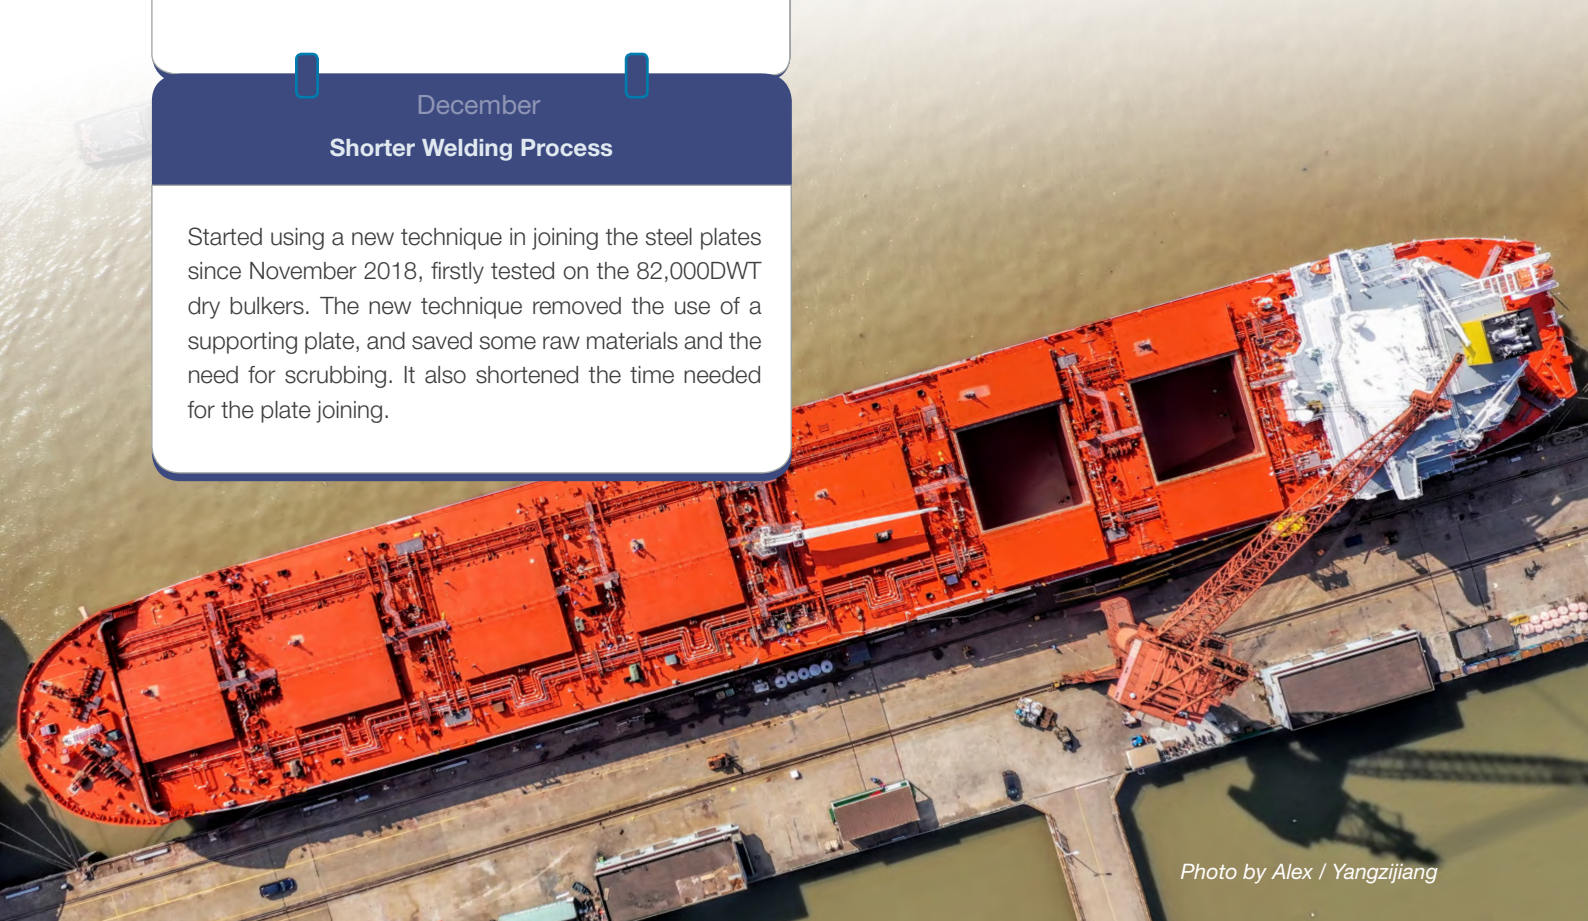 December
Shorter Welding Process
Started using a new technique in joining the steel plates
since November 2018, firstly tested on the 82,000DWT
dry bulkers. The new technique removed the use of a
supporting plate, and saved some raw materials and the
need for scrubbing. It also shortened the time needed
for the plate joining.
Photo by Alex / Yangzijiang